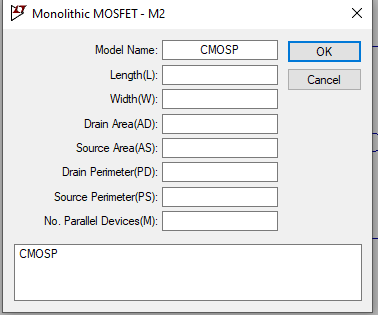 Monolithic MOSFET - M2
Model Name: CMOSP
OK
Length(L):
Cancel
Width(W):
Drain Area(AD):
Source Area(AS):
Drain Perimeter(PD):
Source Perimeter(PS):
No. Parallel Devices(M):
CMOSP